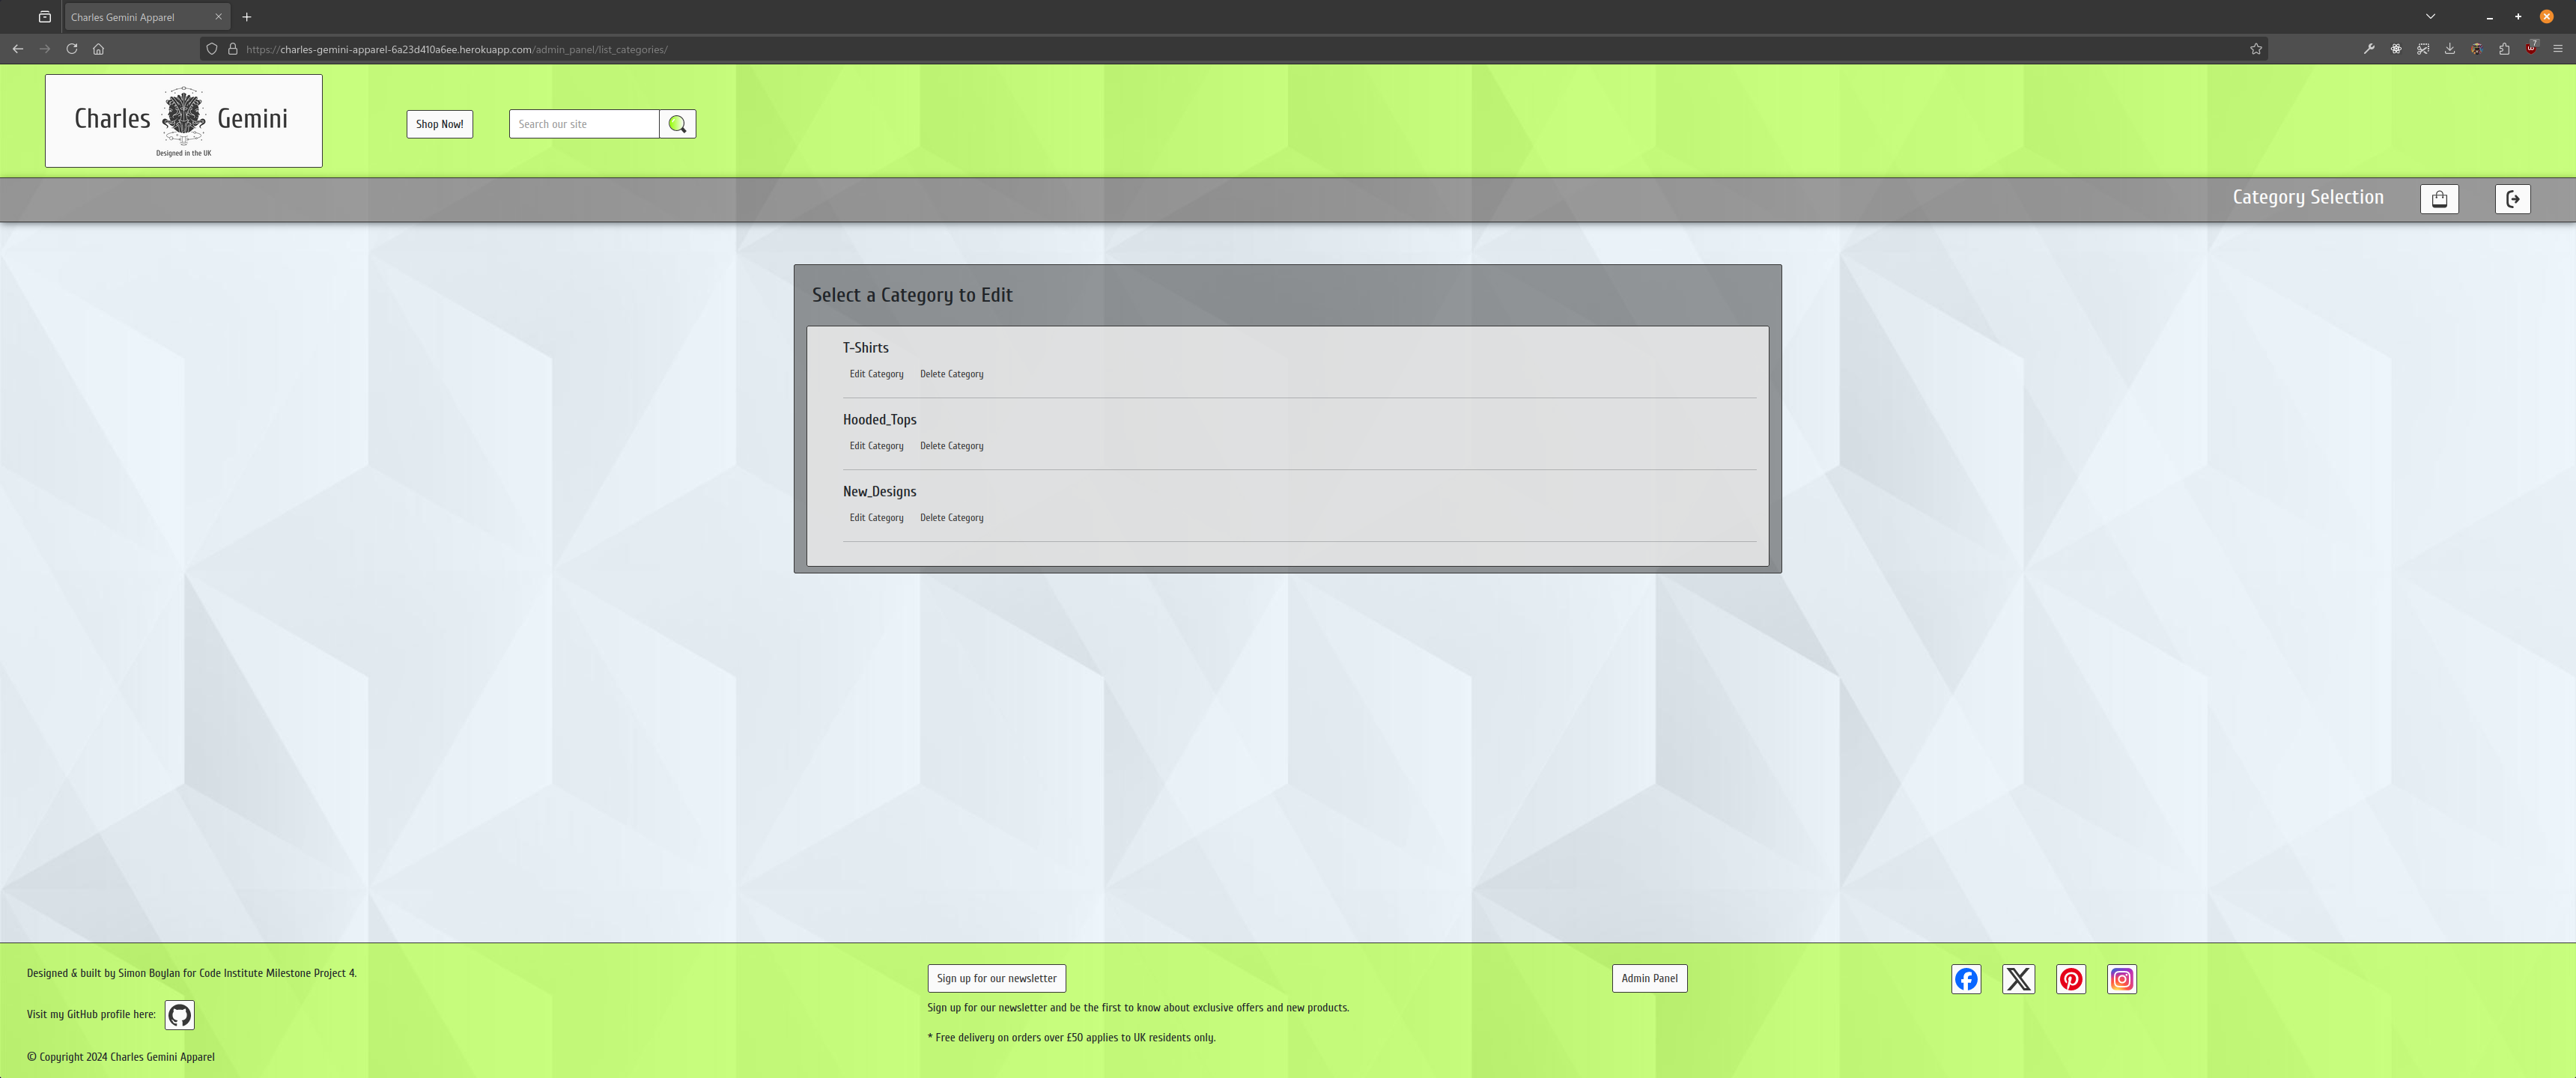 Charles Gemini Apparel
https://charles-gemini-apparel-6a23d410a6ee.herokuapp.com/admin_panel/list_categories/
7
Charles Gemini
Designed in the UK
Shop Now!
Search our site
Category Selection
Select a Category to Edit
T-Shirts
Edit Category Delete Category
Hooded_Tops
Edit Category Delete Category
New_Designs
Edit Category Delete Category
Designed & built by Simon Boylan for Code Institute Milestone Project 4.
Visit my GitHub profile here:
© Copyright 2024 Charles Gemini Apparel
Sign up for our newsletter
Sign up for our newsletter and be the first to know about exclusive offers and new products.
* Free delivery on orders over £50 applies to UK residents only.
Admin Panel